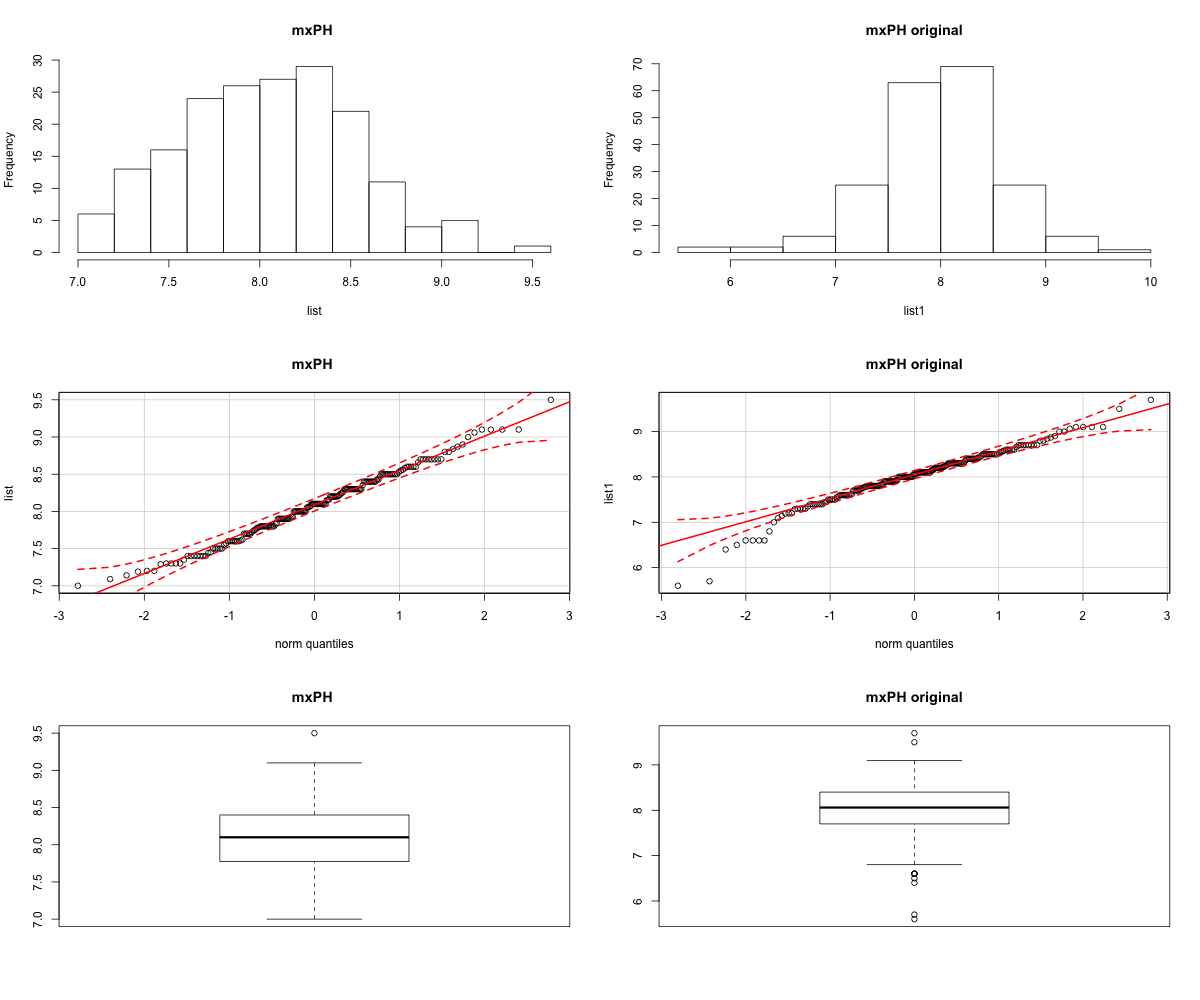 mxPH
Frequency
0 5 10 15 20 25 30
7.0 7.5 8.0 8.5 9.0 9.5
list
mxPH original
Frequency
0 10 20 30 40 50 60 70
6 7 8 9 10
list1
mxPH
list
7.0 7.5 8.0 8.5 9.0 9.5
-3 -2 -1 0 1 2 3
norm quantiles
mxPH original
list1
6 7 8 9
-3 -2 -1 0 1 2 3
norm quantiles
mxPH
7.0 7.5 8.0 8.5 9.0 9.5
mxPH original
6 7 8 9